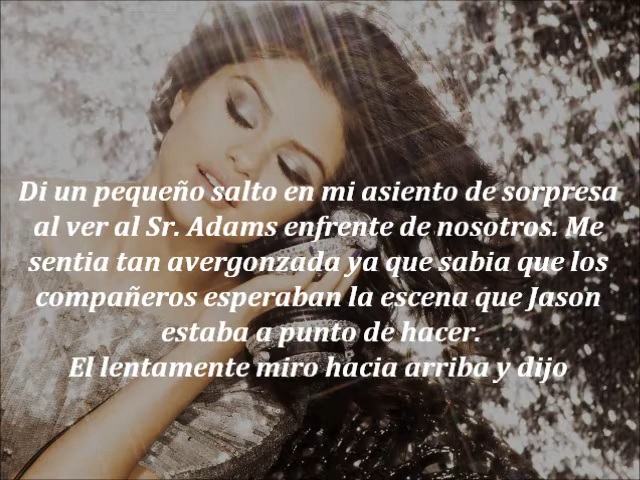 Di un pequeño salto en mi asiento de sorpresa
al ver al Sr. Adams enfrente de nosotros. Me
sentia tan avergonzada ya que sabia que los
compañeros esperaban la escena que Jason
estaba a punto de hacer.
El lentamente miro hacia arriba y dijo